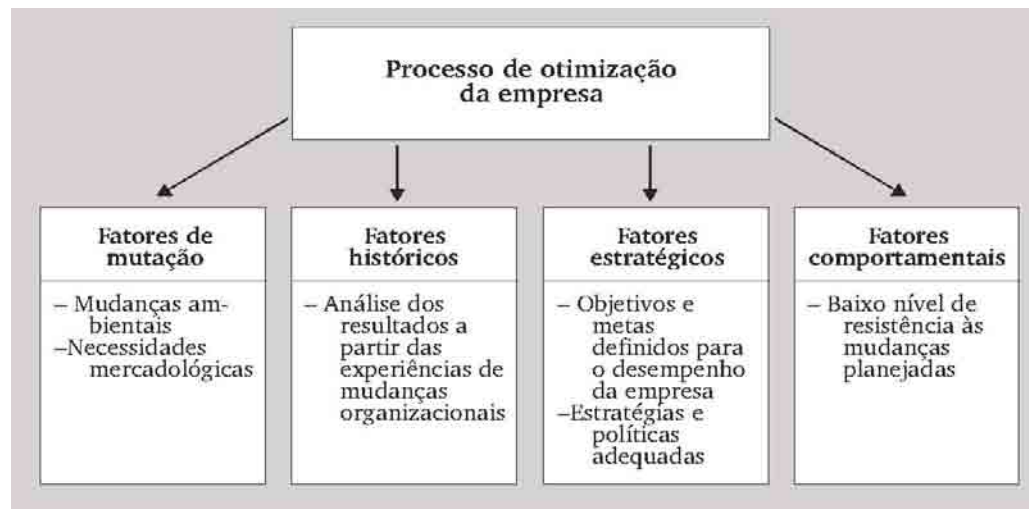 Processo de otimização
da empresa
Fatores de
mutação
– Mudanças am-
bientais
–Necessidades
mercadológicas
Fatores
históricos
– Análise dos
resultados a
partir das
experiências de
mudanças
organizacionais
Fatores
estratégicos
– Objetivos e
metas
definidos para
o desempenho
da empresa
–Estratégias e
políticas
adequadas
Fatores
comportamentais
– Baixo nível de
resistência às
mudanças
planejadas